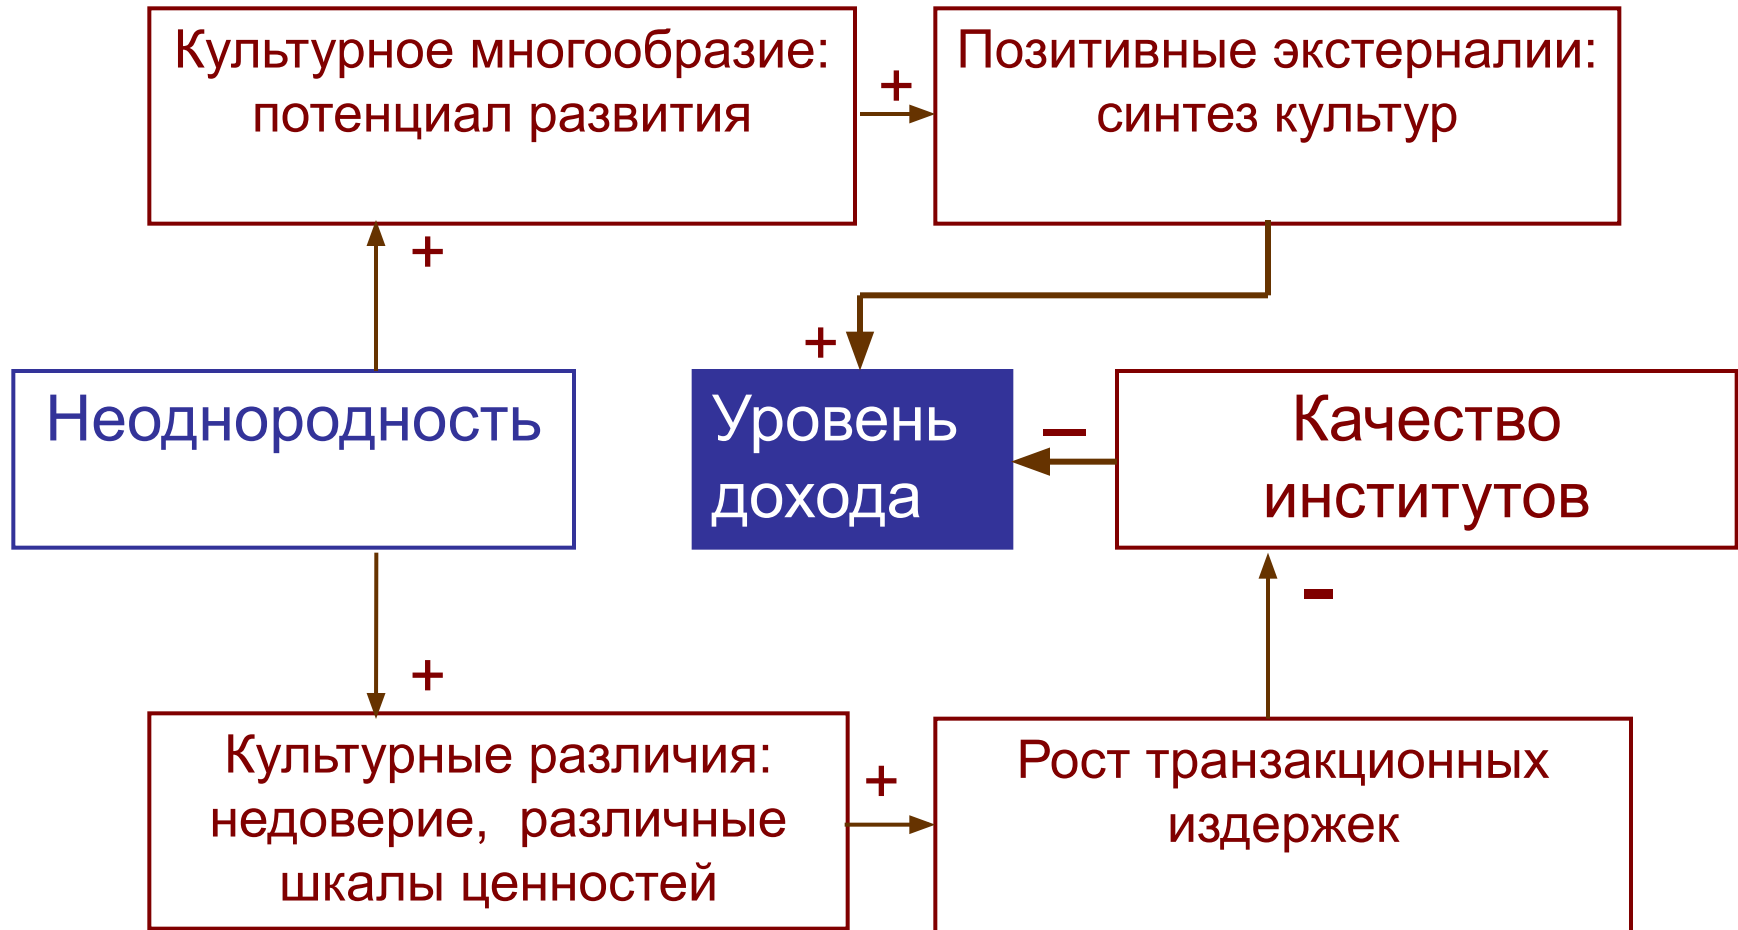 Культурное многообразие:
потенциал развития
+
Позитивные экстерналии:
синтез культур
+
+
Неоднородность
Уровень
дохода
–
Качество
институтов
-
+
Культурные различия:
недоверие, различные
шкалы ценностей
+
Рост транзакционных
издержек